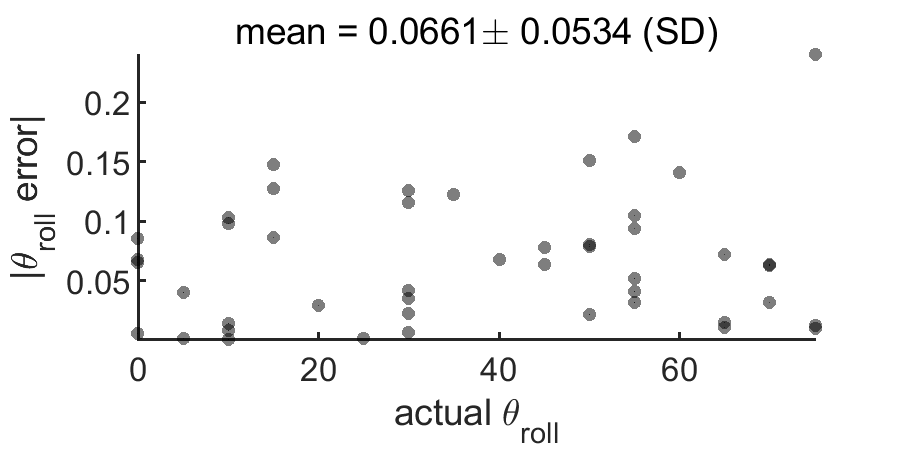 mean = 0.0661± 0.0534 (SD)
|θroll error|
0.2
0.15
0.1
0.05
0 20 40 60
actual θroll